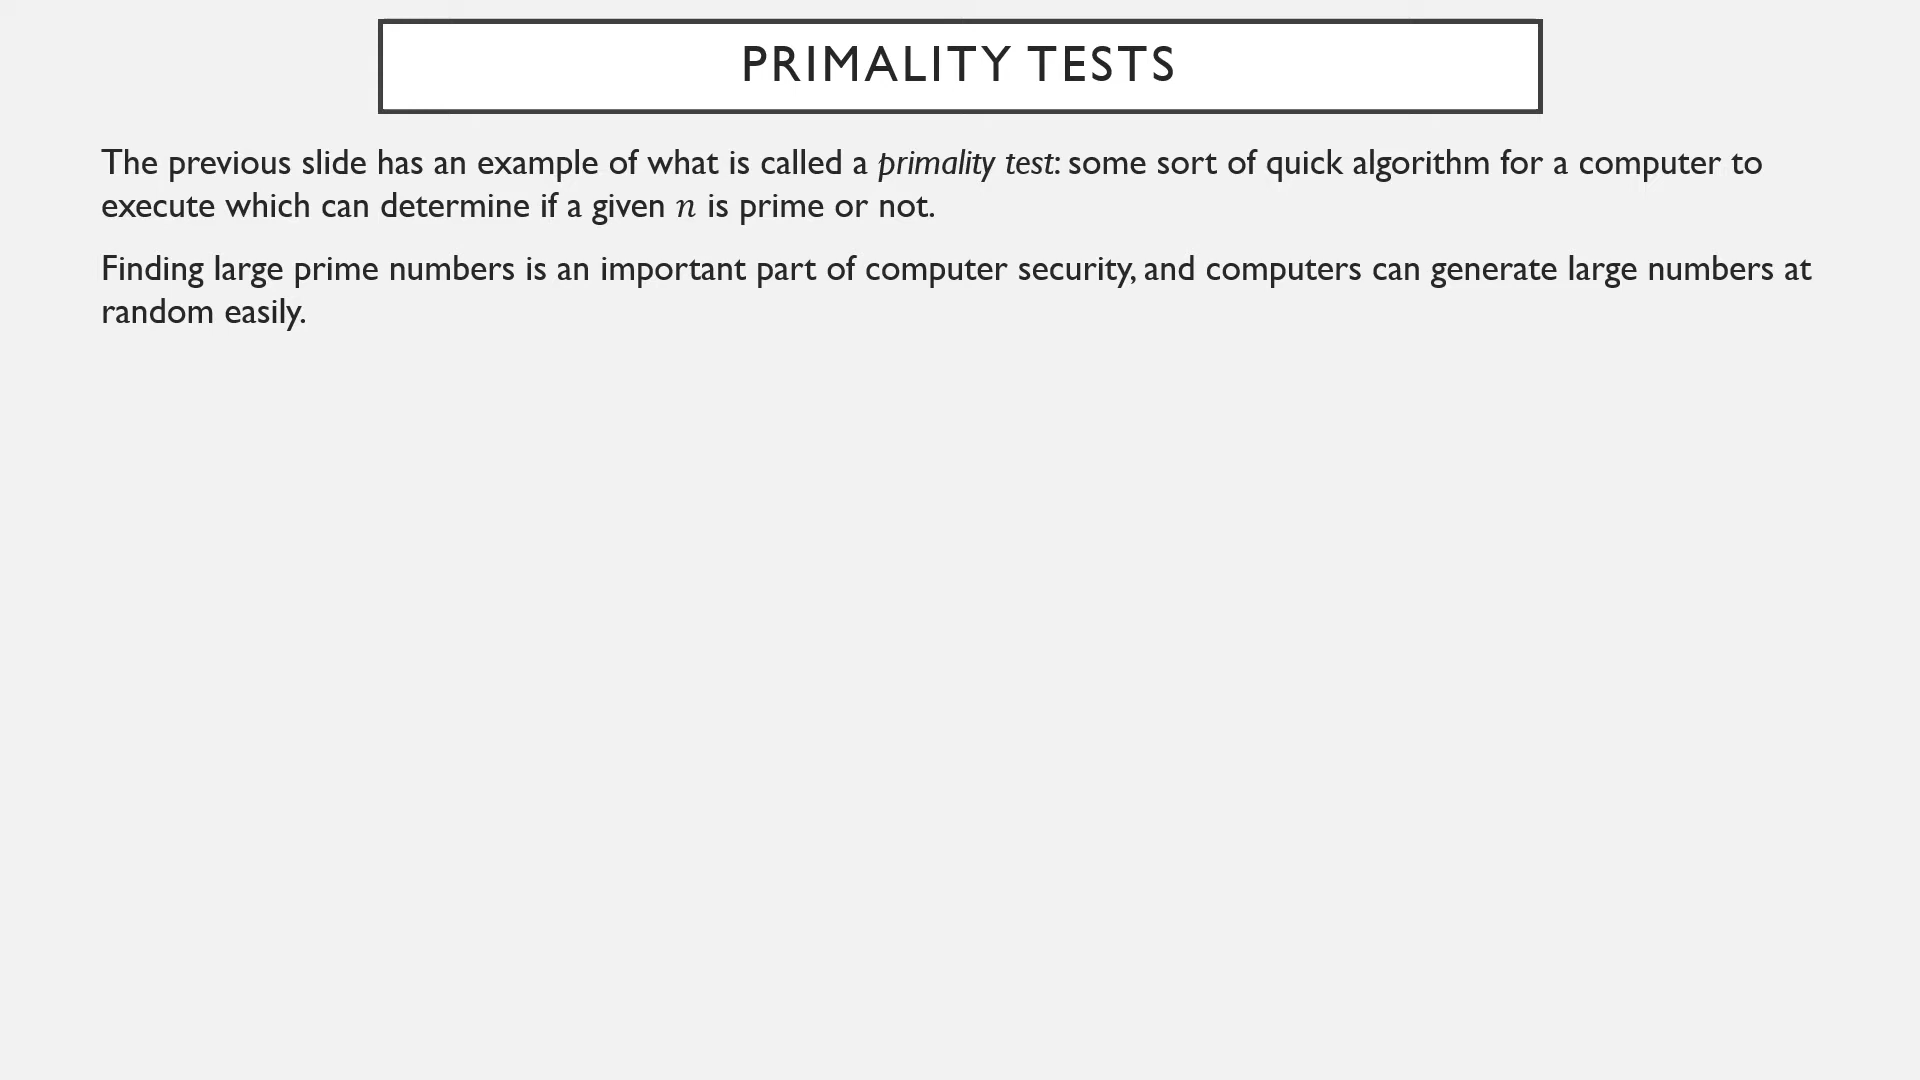 PRIMALITY TESTS
The previous slide has an example of what is called a primality test: some sort of quick algorithm for a computer to
execute which can determine if a given n is prime or not.
Finding large prime numbers is an important part of computer security, and computers can generate large numbers at
random easily.